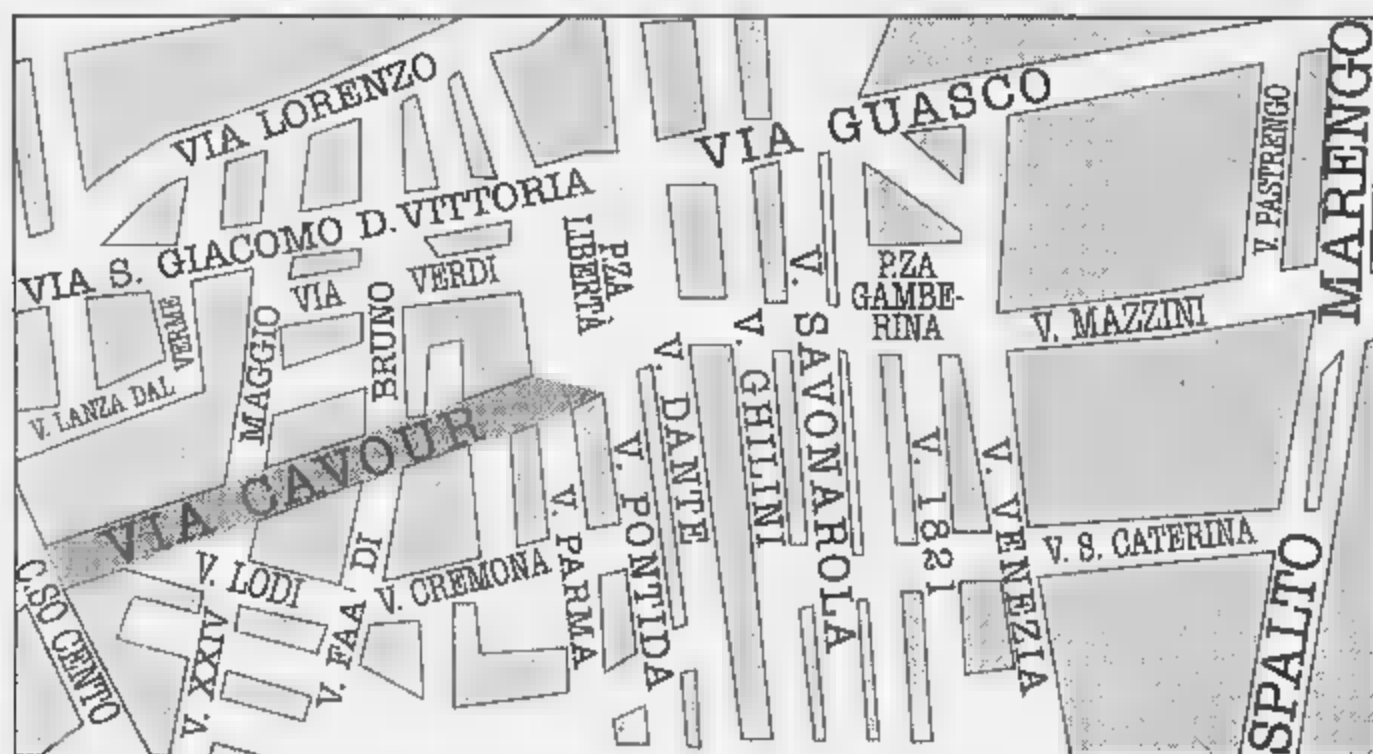 VIA LORENZO
VIA GUASCO
MARENGO
V. PASTRENGO
VIA S. GIACOMO D. VITTORIA
P.ZA
LIBERTÀ
VIA VERDI
P.ZA
GAMBE-
RINA
V. MAZZINI
V. LANZA DAL VERME
MAGGIO
BRUNO
VIA CAVOUR
V. DANTE
V. GHILINI
V. SAVONAROLA
V. PONTIDA
V. PARMA
V. 1821
V. VENEZIA
V. S. CATERINA
SPALTO
C.SO CENTO
V. LODI
V. CREMONA
V. XXIV
V. FAA DI